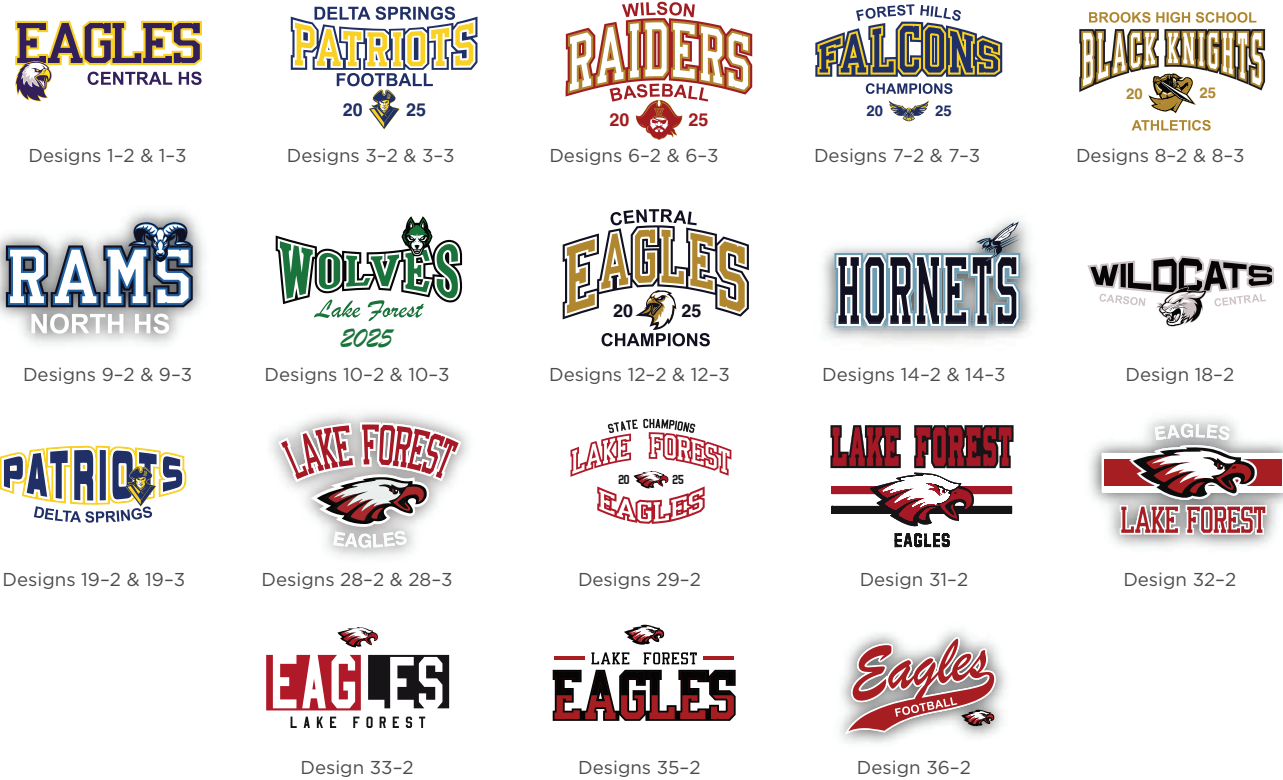 EAGLES
CENTRAL HS
Designs 1–2 & 1–3
DELTA SPRINGS
PATRIOTS
FOOTBALL
20 25
Designs 3–2 & 3–3
WILSON
RAIDERS
BASEBALL
20 25
Designs 6–2 & 6–3
FOREST HILLS
FALCONS
CHAMPIONS
20 25
Designs 7–2 & 7–3
BROOKS HIGH SCHOOL
BLACK KNIGHTS
20 25
ATHLETICS
Designs 8–2 & 8–3
RAMS
NORTH HS
Designs 9–2 & 9–3
WOLVES
Lake Forest
2025
Designs 10–2 & 10–3
CENTRAL
EAGLES
20 25
CHAMPIONS
Designs 12–2 & 12–3
HORNETS
Designs 14–2 & 14–3
WILDCATS
CARSON CENTRAL
Design 18–2
PATRIOTS
DELTA SPRINGS
Designs 19–2 & 19–3
LAKE FOREST
EAGLES
Designs 28–2 & 28–3
STATE CHAMPIONS
LAKE FOREST
20 25
EAGLES
Designs 29–2
LAKE FOREST
EAGLES
Design 31–2
EAGLES
LAKE FOREST
Design 32–2
EAGLES
LAKE FOREST
Design 33–2
LAKE FOREST
EAGLES
Designs 35–2
Eagles
FOOTBALL
Design 36–2